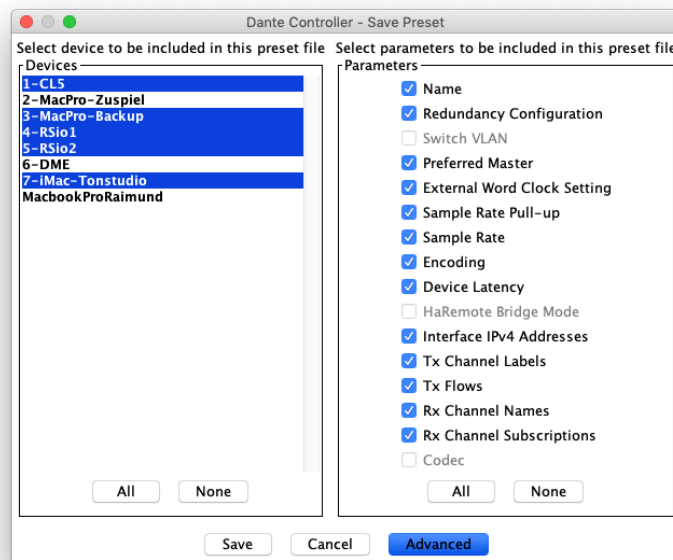 Dante Controller - Save Preset
Select device to be included in this preset file
Select parameters to be included in this preset file
Devices
1-CL5
2-MacPro-Zuspiel
3-MacPro-Backup
4-RSio1
5-RSio2
6-DME
7-iMac-Tonstudio
MacbookProRaimund
All
None
Parameters
Name
Redundancy Configuration
Switch VLAN
Preferred Master
External Word Clock Setting
Sample Rate Pull-up
Sample Rate
Encoding
Device Latency
HaRemote Bridge Mode
Interface IPv4 Addresses
Tx Channel Labels
Tx Flows
Rx Channel Names
Rx Channel Subscriptions
Codec
All
None
Save
Cancel
Advanced